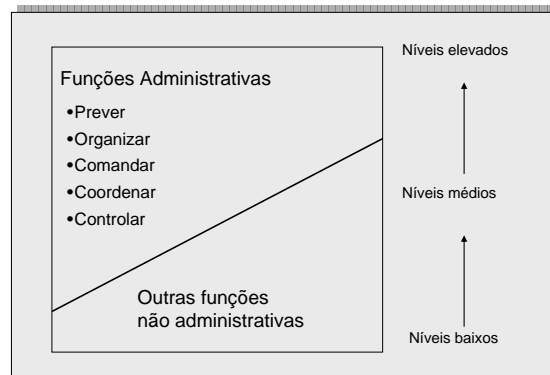 Funções Administrativas
•Prever
•Organizar
•Comandar
•Coordenar
•Controlar
Outras funções
não administrativas
Níveis elevados
Níveis médios
Níveis baixos